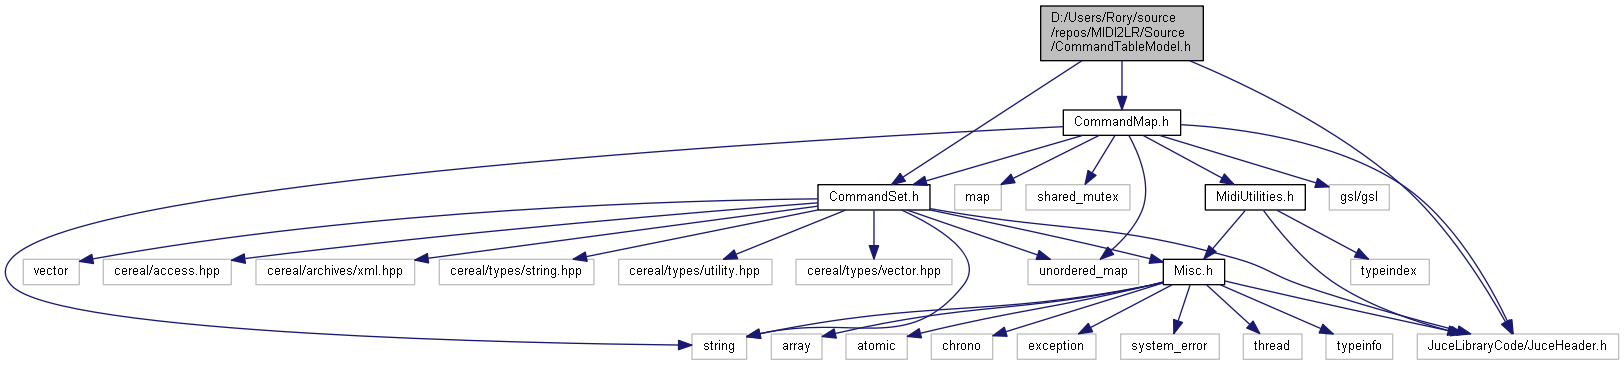 D:/Users/Rory/source
/repos/MIDI2LR/Source
/CommandTableModel.h
CommandMap.h
CommandSet.h
map
shared_mutex
MidiUtilities.h
gsl/gsl
vector
cereal/access.hpp
cereal/archives/xml.hpp
cereal/types/string.hpp
cereal/types/utility.hpp
cereal/types/vector.hpp
unordered_map
Misc.h
typeindex
string
array
atomic
chrono
exception
system_error
thread
typeinfo
JuceLibraryCode/JuceHeader.h